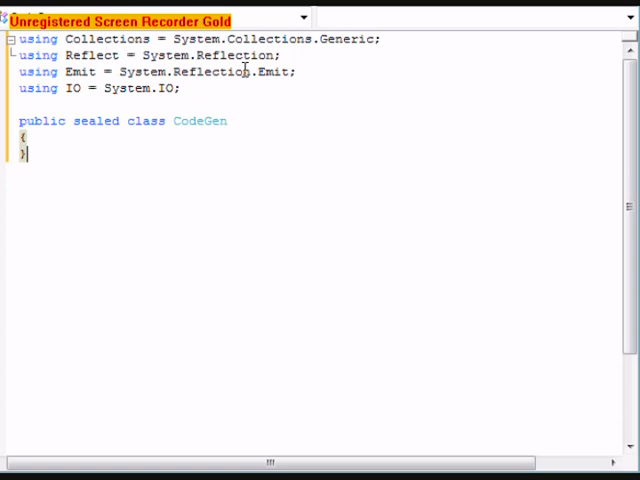 Unregistered Screen Recorder Gold
using Collections = System.Collections.Generic;
using Reflect = System.Reflection;
using Emit = System.Reflection.Emit;
using IO = System.IO;
public sealed class CodeGen
{
}